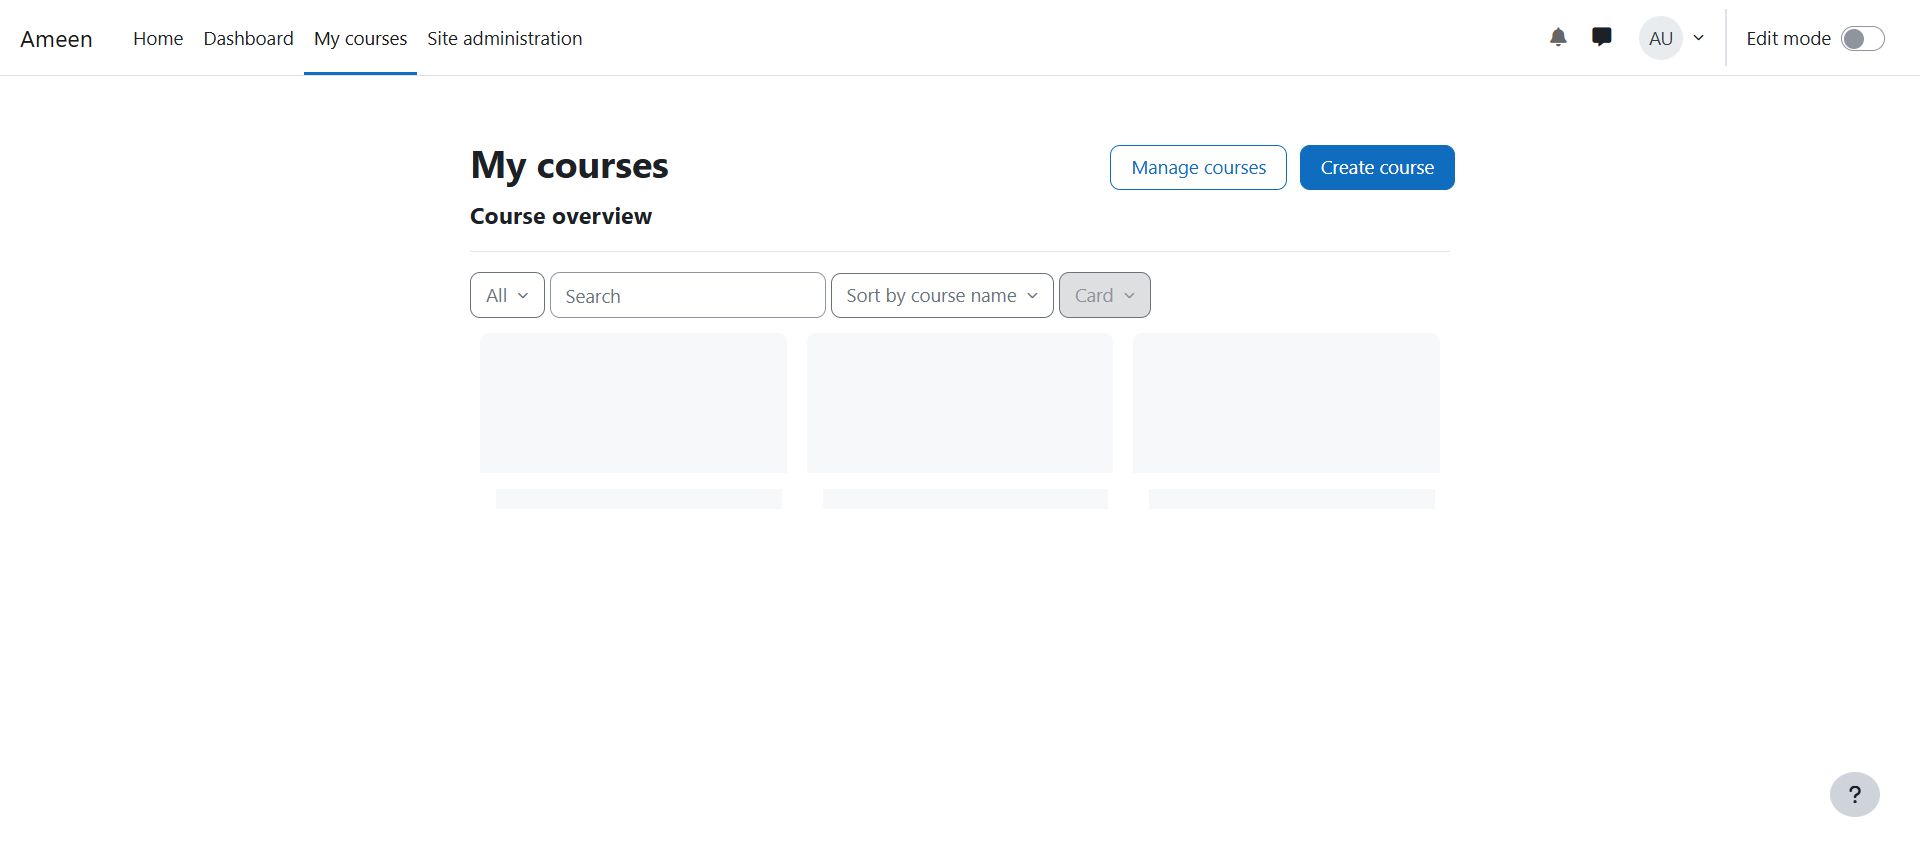 Ameen Home Dashboard My courses Site administration AU Edit mode
My courses Manage courses Create course
Course overview
All Search Sort by course name Card
?